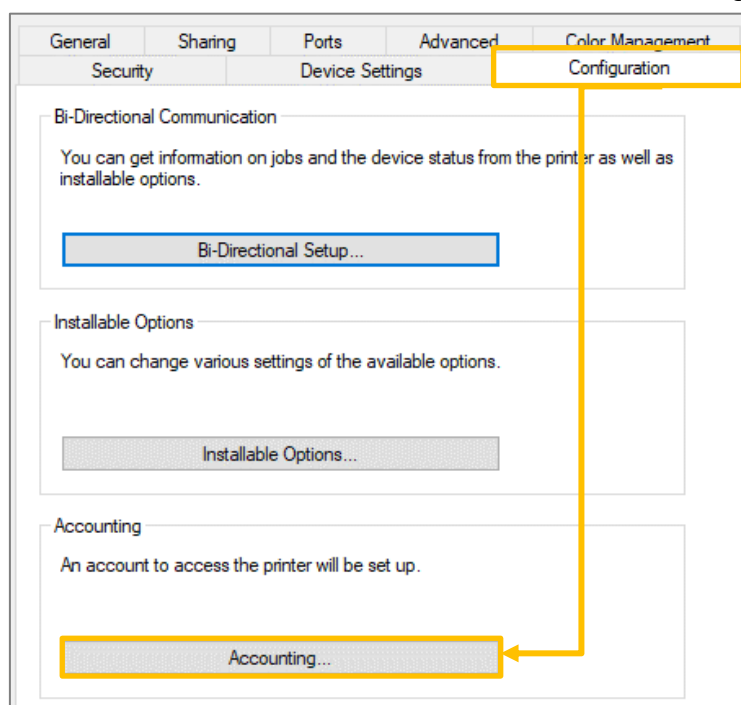 General Sharing Ports Advanced Color Management
Security Device Settings Configuration
Bi-Directional Communication
You can get information on jobs and the device status from the printer as well as
installable options.
Bi-Directional Setup...
Installable Options
You can change various settings of the available options.
Installable Options...
Accounting
An account to access the printer will be set up.
Accounting...